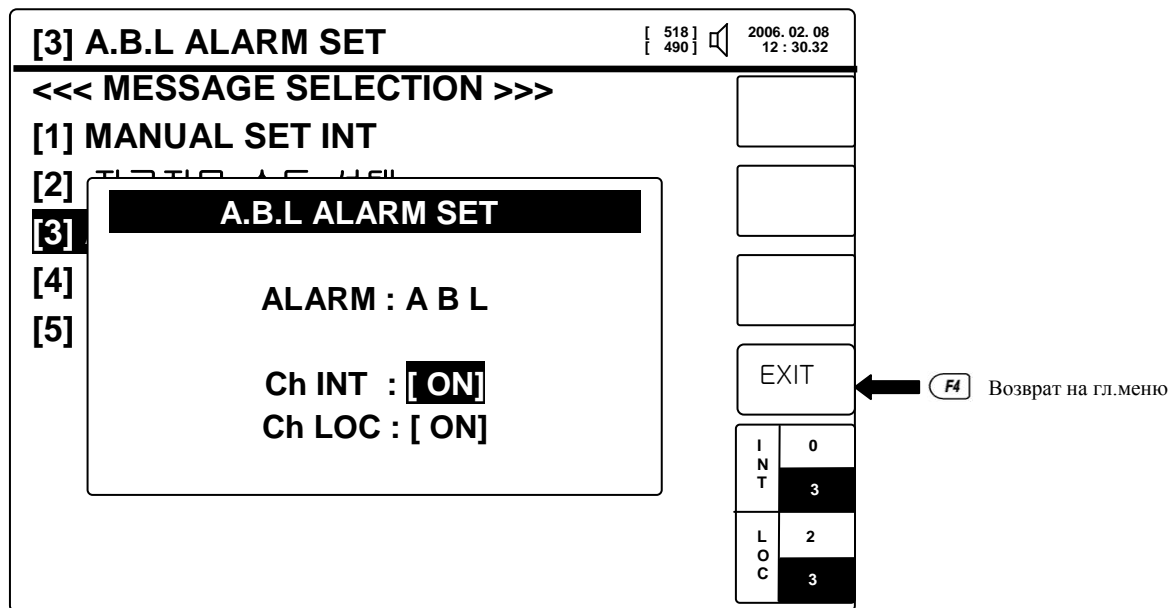 [3] A.B.L ALARM SET
[ 518 ]
[ 490 ]
2006. 02. 08
12 : 30.32
<<< MESSAGE SELECTION >>>
[1] MANUAL SET INT
[2]
[3]
[4]
[5]
A.B.L ALARM SET
ALARM : A B L
Ch INT : [ ON]
Ch LOC : [ ON]
EXIT
F4 Возврат на гл.меню
INT
0
3
LOC
2
3